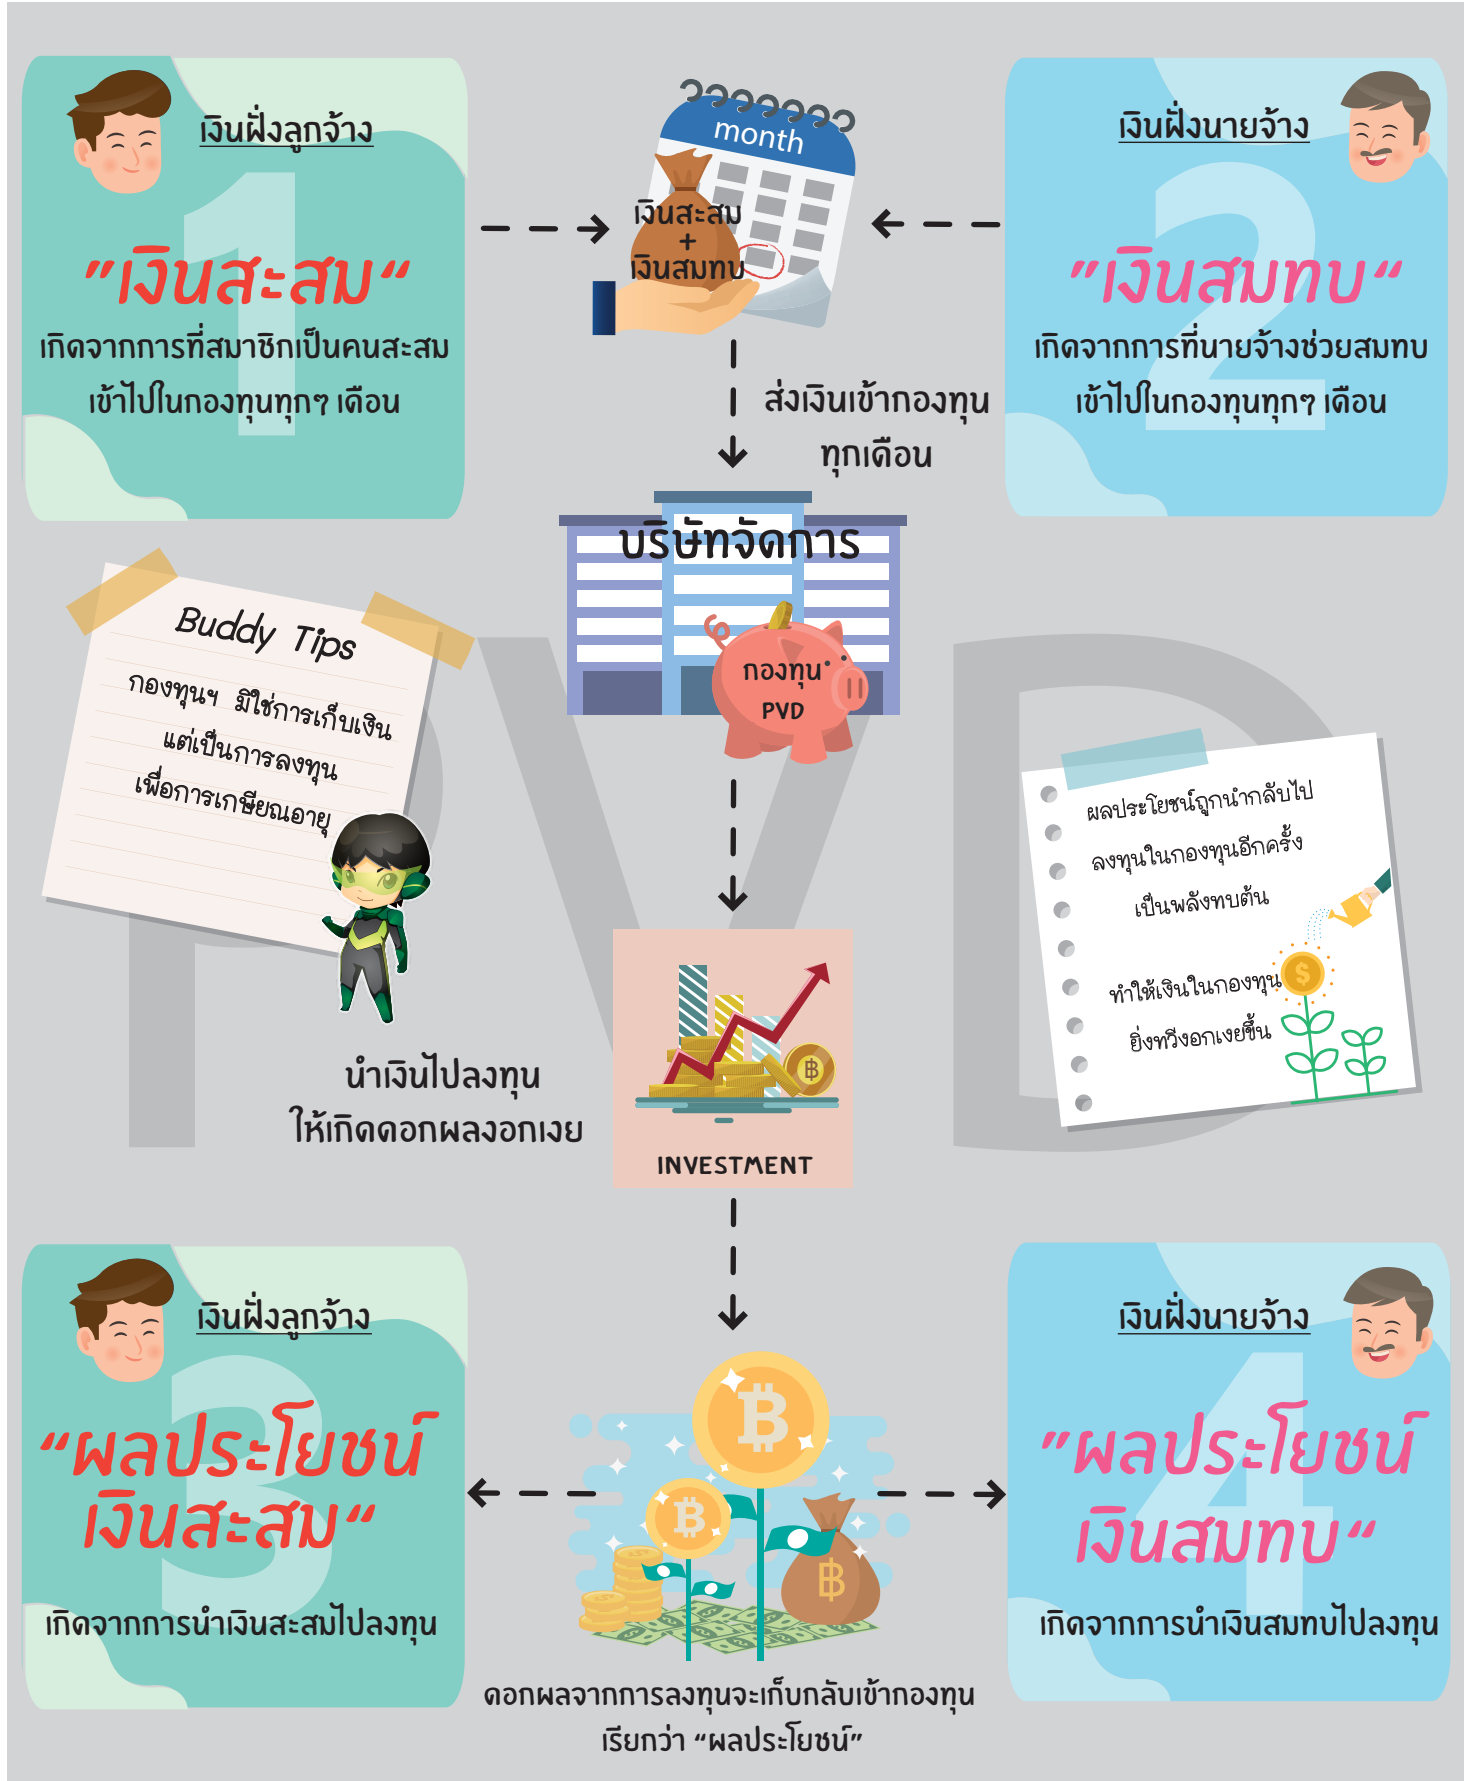 เงินฝั่งลูกจ้าง
1
"เงินสะสม"
เกิดจากการที่สมาชิกเป็นคนสะสม
เข้าไปในกองทุนทุกๆ เดือน
month
เงินสะสม
+
เงินสมทบ
เงินฝั่งนายจ้าง
2
"เงินสมทบ"
เกิดจากการที่นายจ้างช่วยสมทบ
เข้าไปในกองทุนทุกๆ เดือน
ส่งเงินเข้ากองทุน
ทุกเดือน
บริษัทจัดการ
กองทุน
PVD
PVD
Buddy Tips
กองทุนฯ มิใช่การเก็บเงิน
แต่เป็นการลงทุน
เพื่อการเกษียณอายุ
ผลประโยชน์ถูกนำกลับไป
ลงทุนในกองทุนอีกครั้ง
เป็นพลังทบต้น
ทำให้เงินในกองทุน
ยิ่งทวีงอกเงยขึ้น
$
นำเงินไปลงทุน
ให้เกิดดอกผลงอกเงย
฿
INVESTMENT
เงินฝั่งลูกจ้าง
3
"ผลประโยชน์
เงินสะสม"
เกิดจากการนำเงินสะสมไปลงทุน
฿
฿
฿
ดอกผลจากการลงทุนจะเก็บกลับเข้ากองทุน
เรียกว่า "ผลประโยชน์"
เงินฝั่งนายจ้าง
4
"ผลประโยชน์
เงินสมทบ"
เกิดจากการนำเงินสมทบไปลงทุน